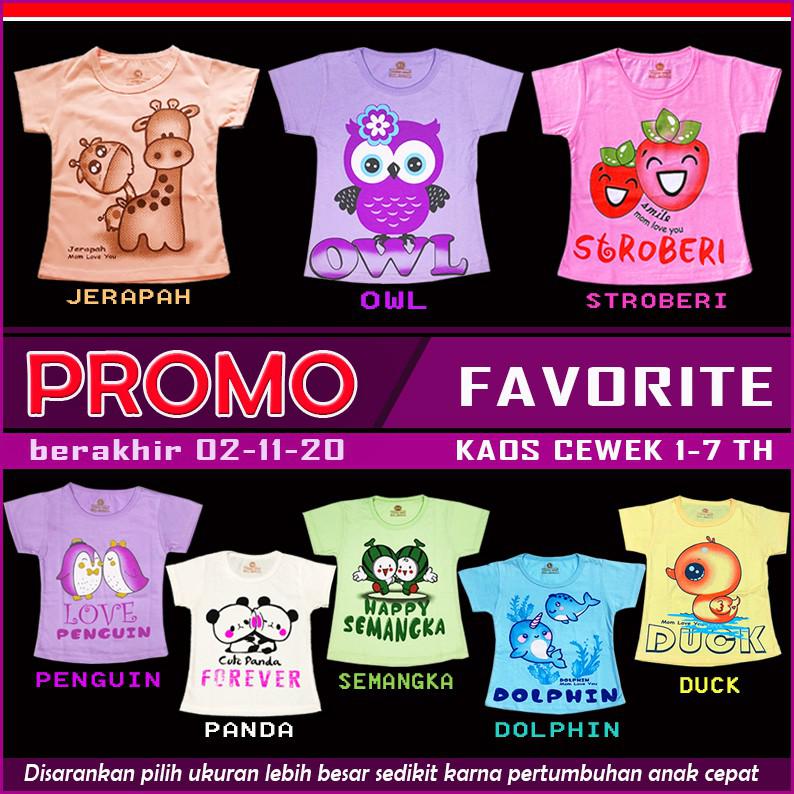 Jerapah
Mom Love You
JERAPAH
OWL
OWL
smile
mom love you
StROBERI
STROBERI
PROMO
FAVORITE
berakhir 02-11-20
KAOS CEWEK 1-7 TH
LOVE
PENGUIN
PENGUIN
Cute Panda
FOREVER
PANDA
HAPPY
SEMANGKA
SEMANGKA
DOLPHIN
Mom Love You
DOLPHIN
DOLPHIN
3
Mom Love You
DUCK
DUCK
Disarankan pilih ukuran lebih besar sedikit karna pertumbuhan anak cepat